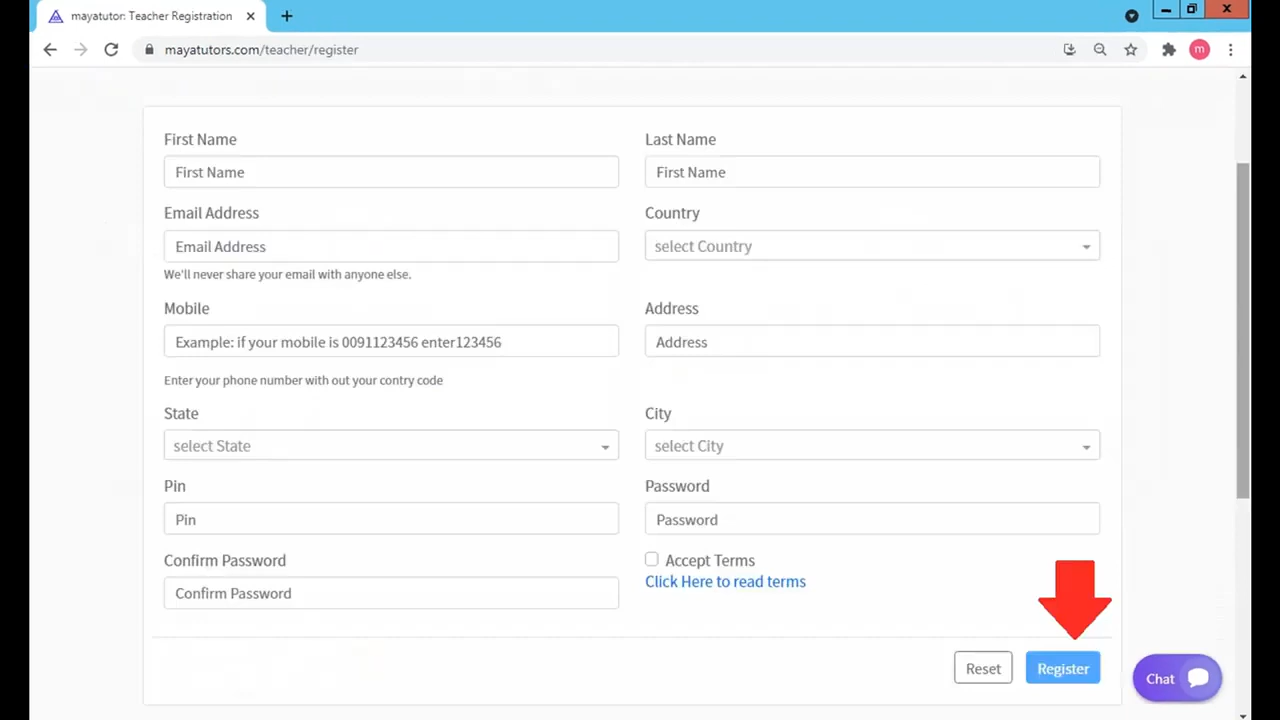 mayatutor: Teacher Registration
mayatutors.com/teacher/register
m
First Name
Last Name
First Name
First Name
Email Address
Country
Email Address
select Country
We'll never share your email with anyone else.
Mobile
Address
Example: if your mobile is 0091123456 enter123456
Address
Enter your phone number with out your contry code
State
City
select State
select City
Pin
Password
Pin
Password
Confirm Password
Accept Terms
Click Here to read terms
Confirm Password
Reset
Register
Chat